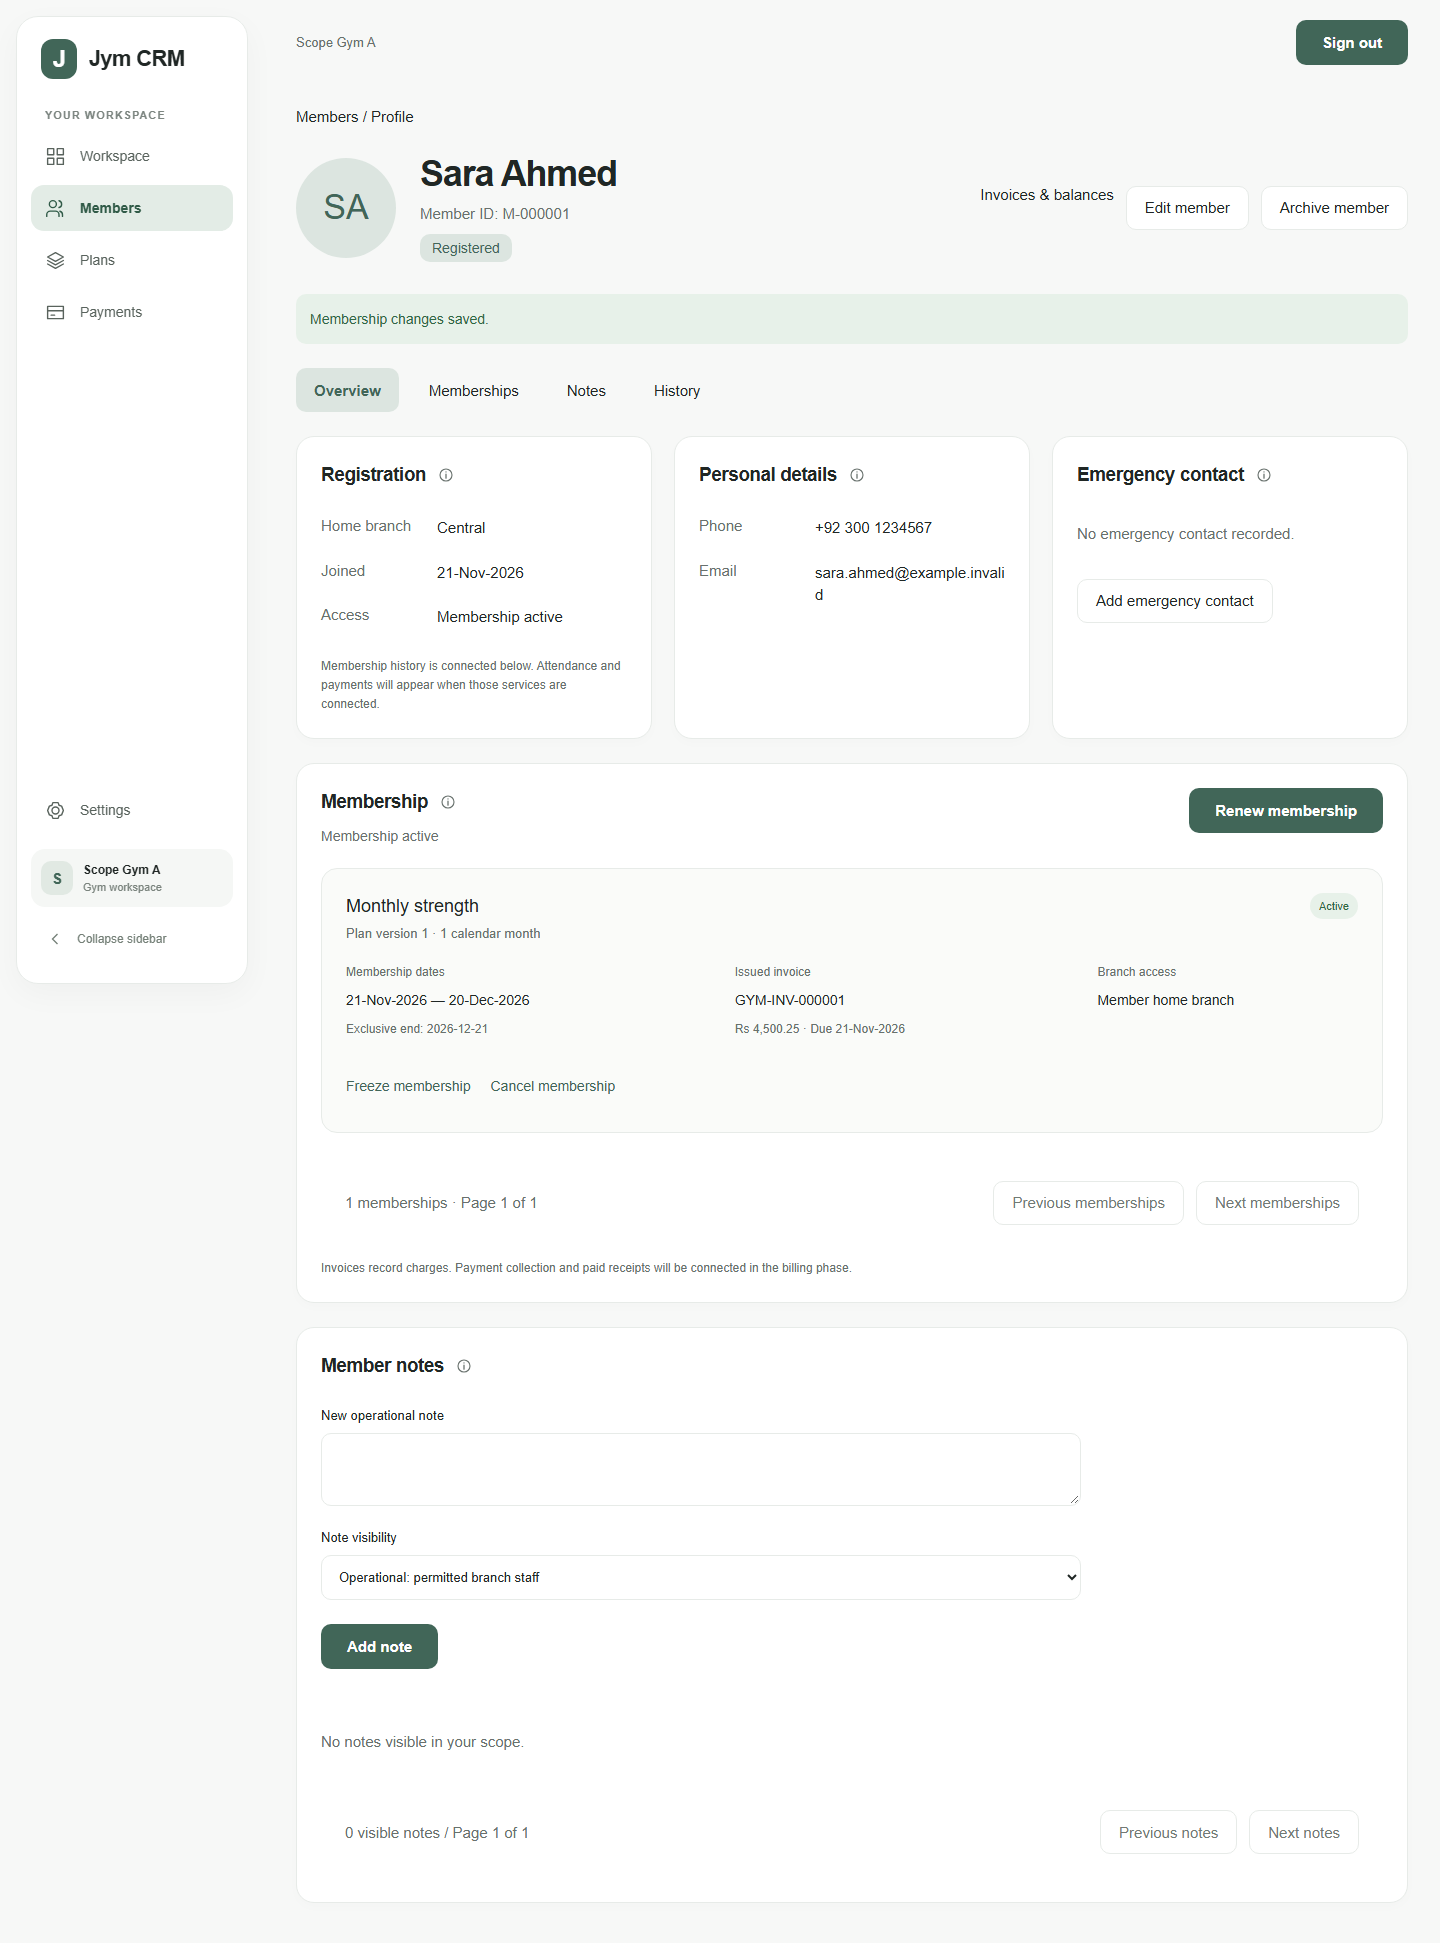 J
Jym CRM
YOUR WORKSPACE
Workspace
Members
Plans
Payments
Settings
S
Scope Gym A
Gym workspace
Collapse sidebar
Scope Gym A
Sign out
Members / Profile
SA
Sara Ahmed
Member ID: M-000001
Registered
Invoices & balances
Edit member
Archive member
Membership changes saved.
Overview
Memberships
Notes
History
Registration
Home branch
Central
Joined
21-Nov-2026
Access
Membership active
Membership history is connected below. Attendance and
payments will appear when those services are
connected.
Personal details
Phone
+92 300 1234567
Email
sara.ahmed@example.invali
d
Emergency contact
No emergency contact recorded.
Add emergency contact
Membership
Membership active
Renew membership
Monthly strength
Active
Plan version 1 · 1 calendar month
Membership dates
21-Nov-2026 — 20-Dec-2026
Exclusive end: 2026-12-21
Issued invoice
GYM-INV-000001
Rs 4,500.25 · Due 21-Nov-2026
Branch access
Member home branch
Freeze membership
Cancel membership
1 memberships · Page 1 of 1
Previous memberships
Next memberships
Invoices record charges. Payment collection and paid receipts will be connected in the billing phase.
Member notes
New operational note
Note visibility
Operational: permitted branch staff
Add note
No notes visible in your scope.
0 visible notes / Page 1 of 1
Previous notes
Next notes